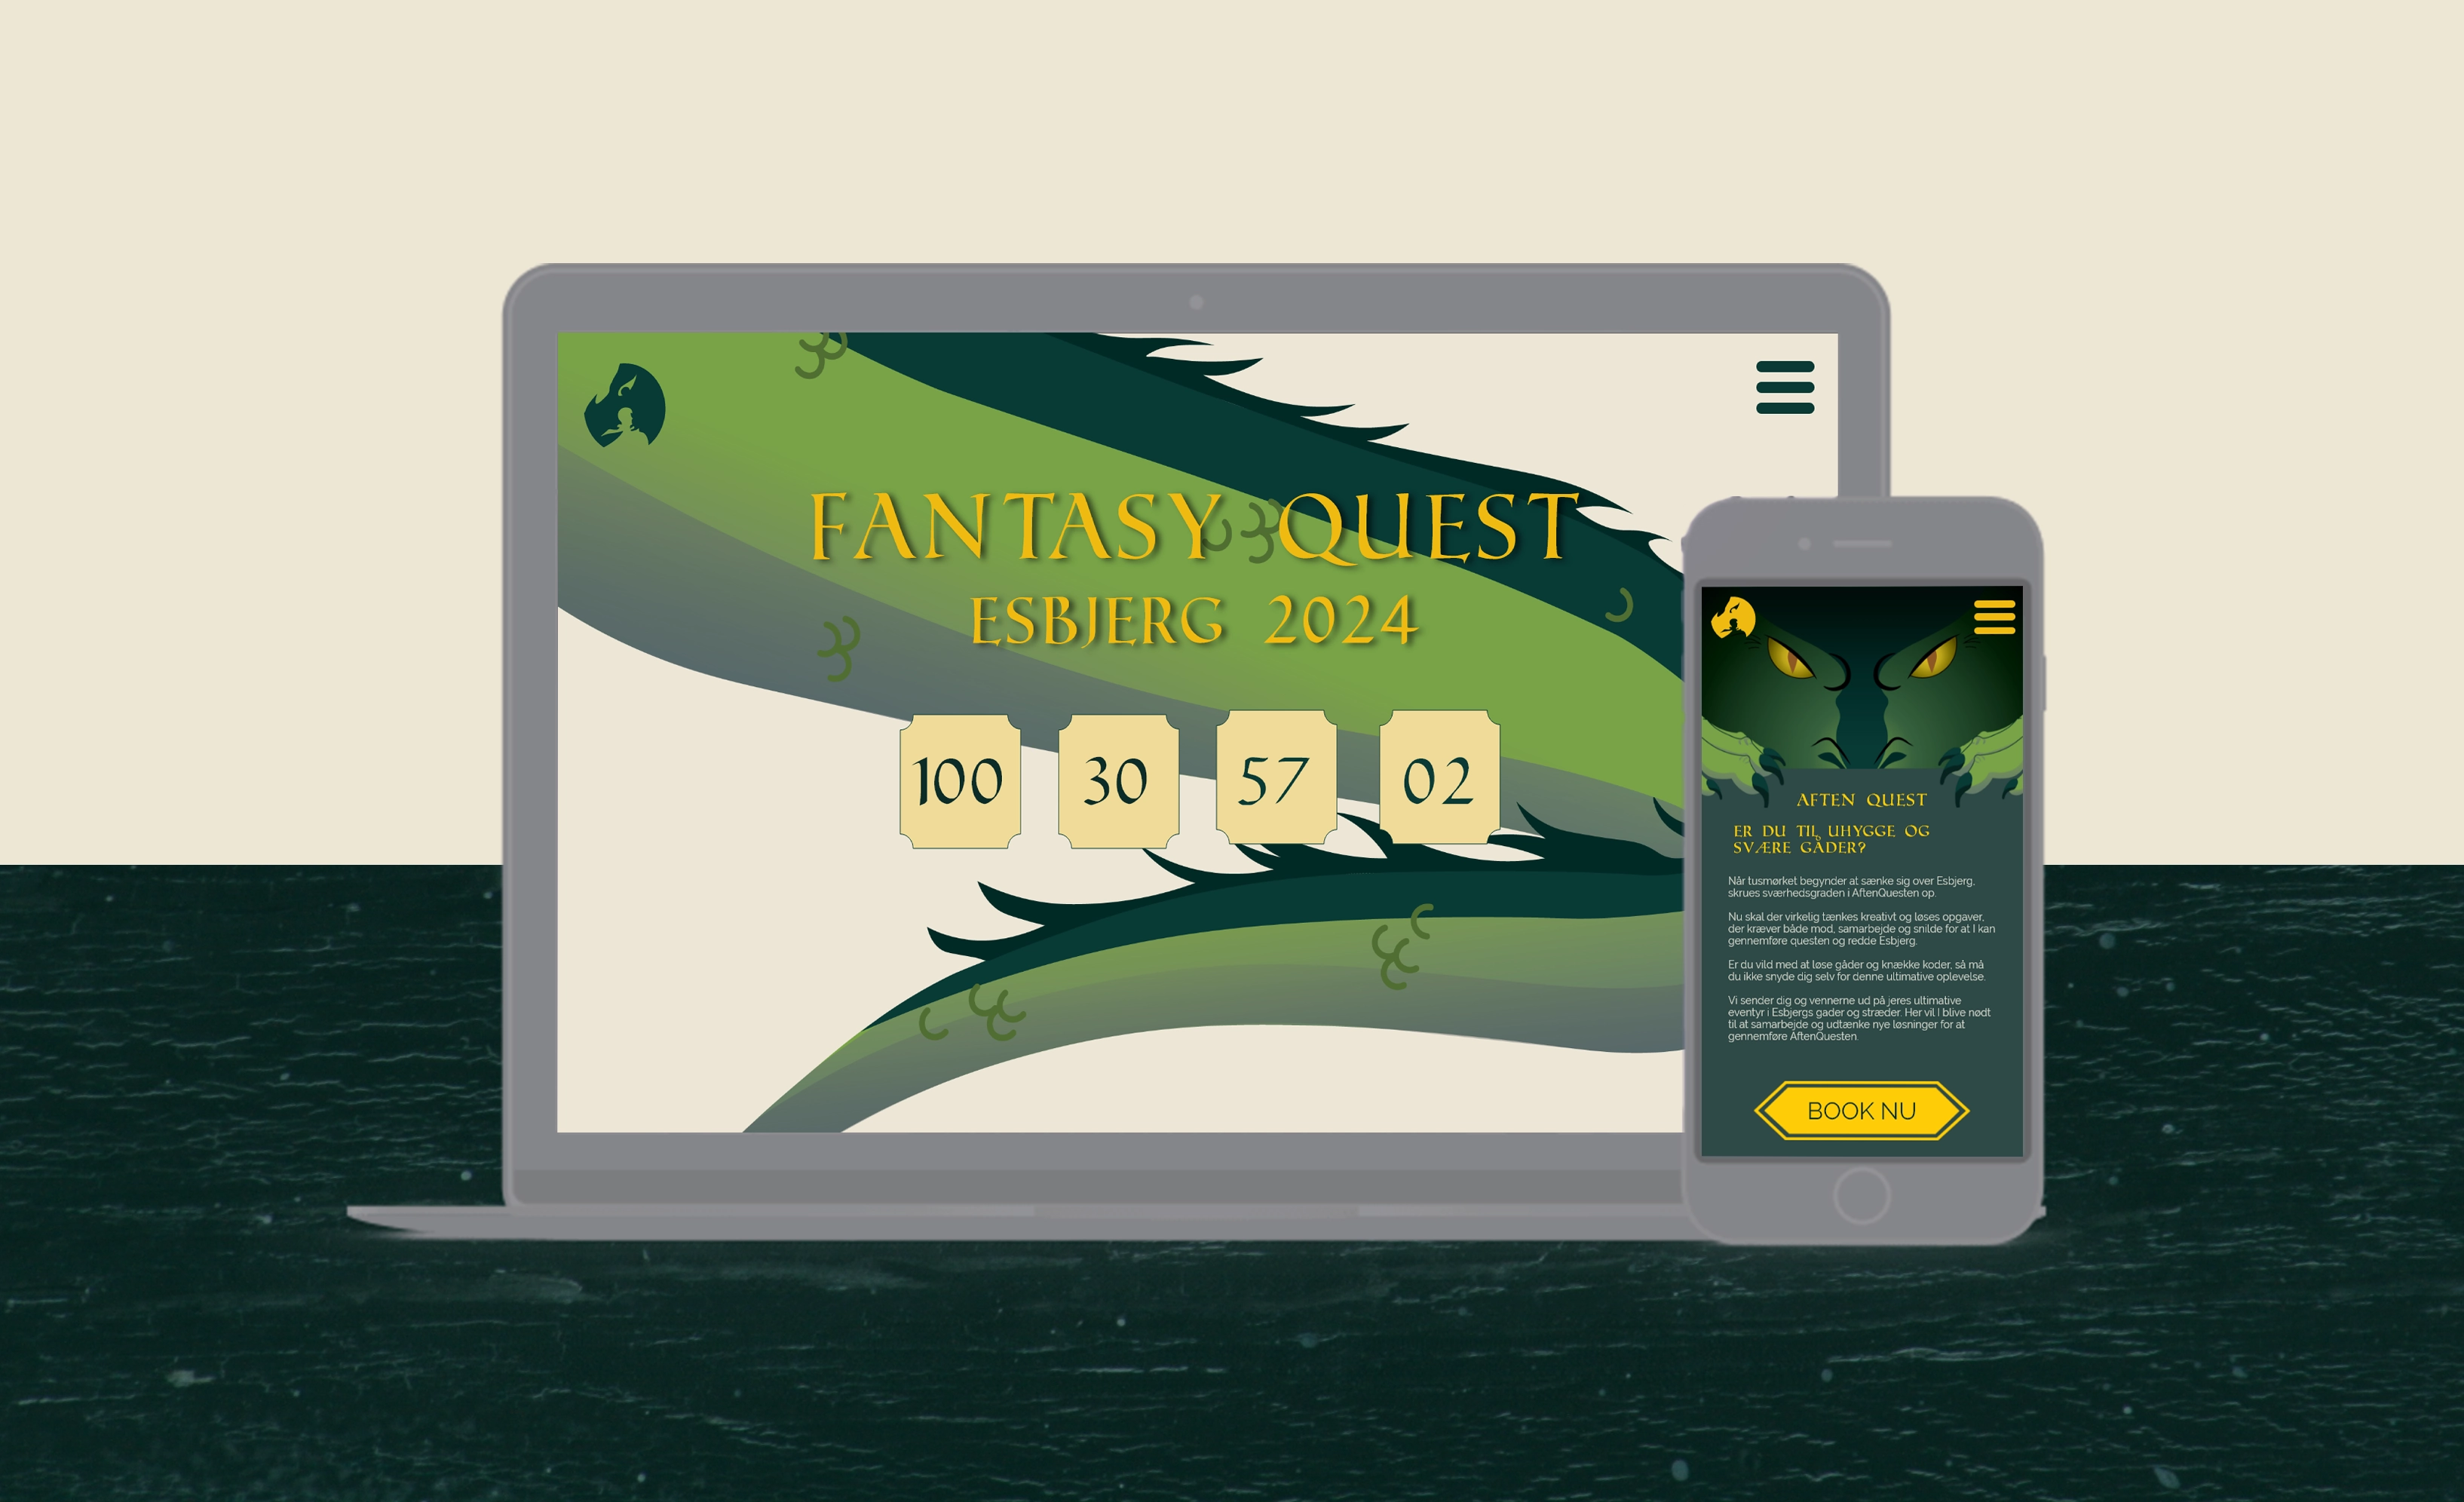 FANTASY QUEST
ESBJERG 2024
100 30 57 02
AFTEN QUEST
ER DU TIL UHYGGE OG
SVÆRE GÅDER?
Når tusmørket begynder at sænke sig over Esbjerg,
skrues sværhedsgraden i AftenQuesten op.
Nu skal der virkelig tænkes kreativt og løses opgaver,
der kræver både mod, samarbejde og snilde for at I kan
gennemføre questen og redde Esbjerg.
Er du vild med at løse gåder og knække koder, så må
du ikke snyde dig selv for denne ultimative oplevelse.
Vi sender dig og vennerne ud på jeres ultimative
eventyr i Esbjergs gader og stræder. Her vil I blive nødt
til at samarbejde og udtænke nye løsninger for at
gennemføre AftenQuesten.
BOOK NU